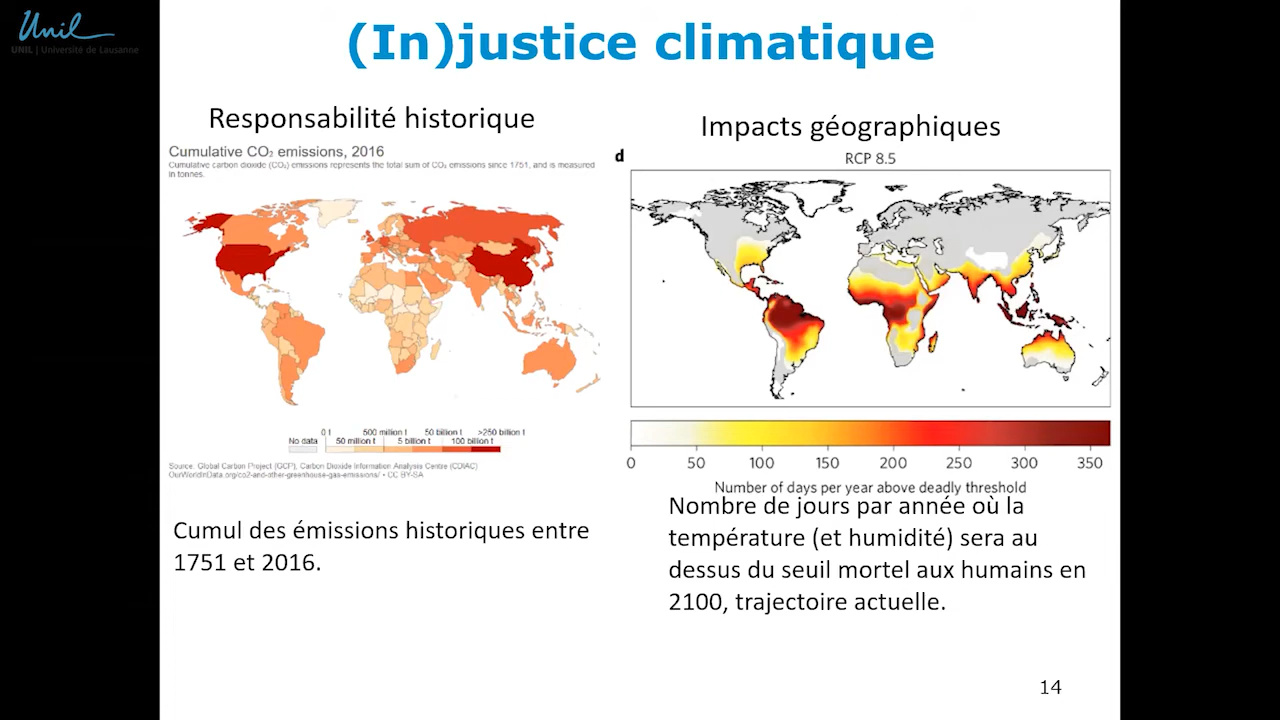 Unil
UNIL | Université de Lausanne
(In)justice climatique
Responsabilité historique
Cumulative CO₂ emissions, 2016
Cumulative carbon dioxide (CO₂) emissions represents the total sum of CO₂ emissions since 1751, and is measured
in tonnes.
0 t 500 million t 50 billion t >250 billion t
No data 50 million t 5 billion t 100 billion t
Source: Global Carbon Project (GCP); Carbon Dioxide Information Analysis Centre (CDIAC)
OurWorldInData.org/co2-and-other-greenhouse-gas-emissions/ • CC BY-SA
Cumul des émissions historiques entre
1751 et 2016.
Impacts géographiques
d
RCP 8.5
0 50 100 150 200 250 300 350
Number of days per year above deadly threshold
Nombre de jours par année où la
température (et humidité) sera au
dessus du seuil mortel aux humains en
2100, trajectoire actuelle.
14